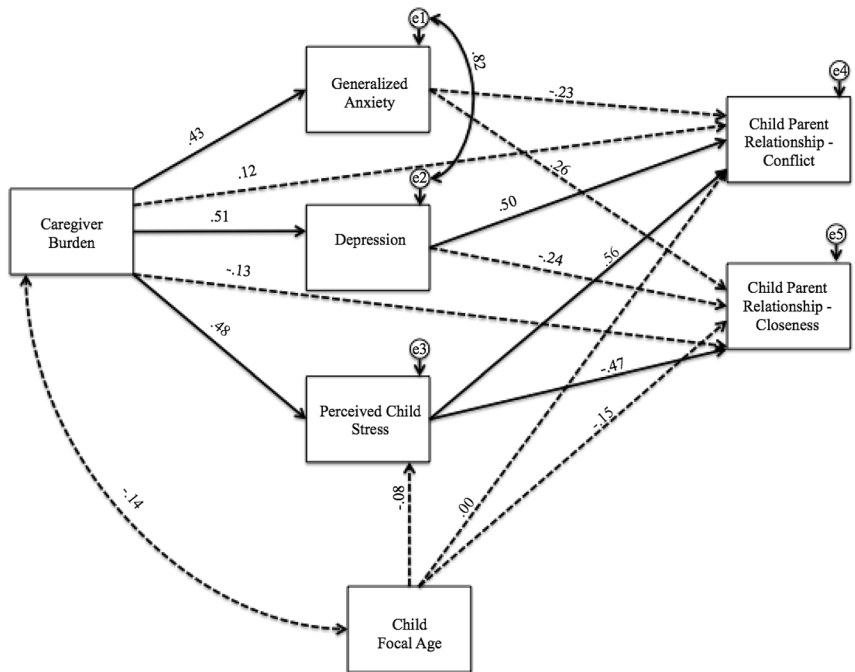 e1
Generalized
Anxiety
.82
e4
-.23
Child Parent
Relationship -
Conflict
.43
.12
.26
e2
.50
Caregiver
Burden
.51
Depression
.56
e5
-.24
-.13
Child Parent
Relationship -
Closeness
.48
e3
-.47
Perceived Child
Stress
-.15
-.14
-.08
.00
Child
Focal Age